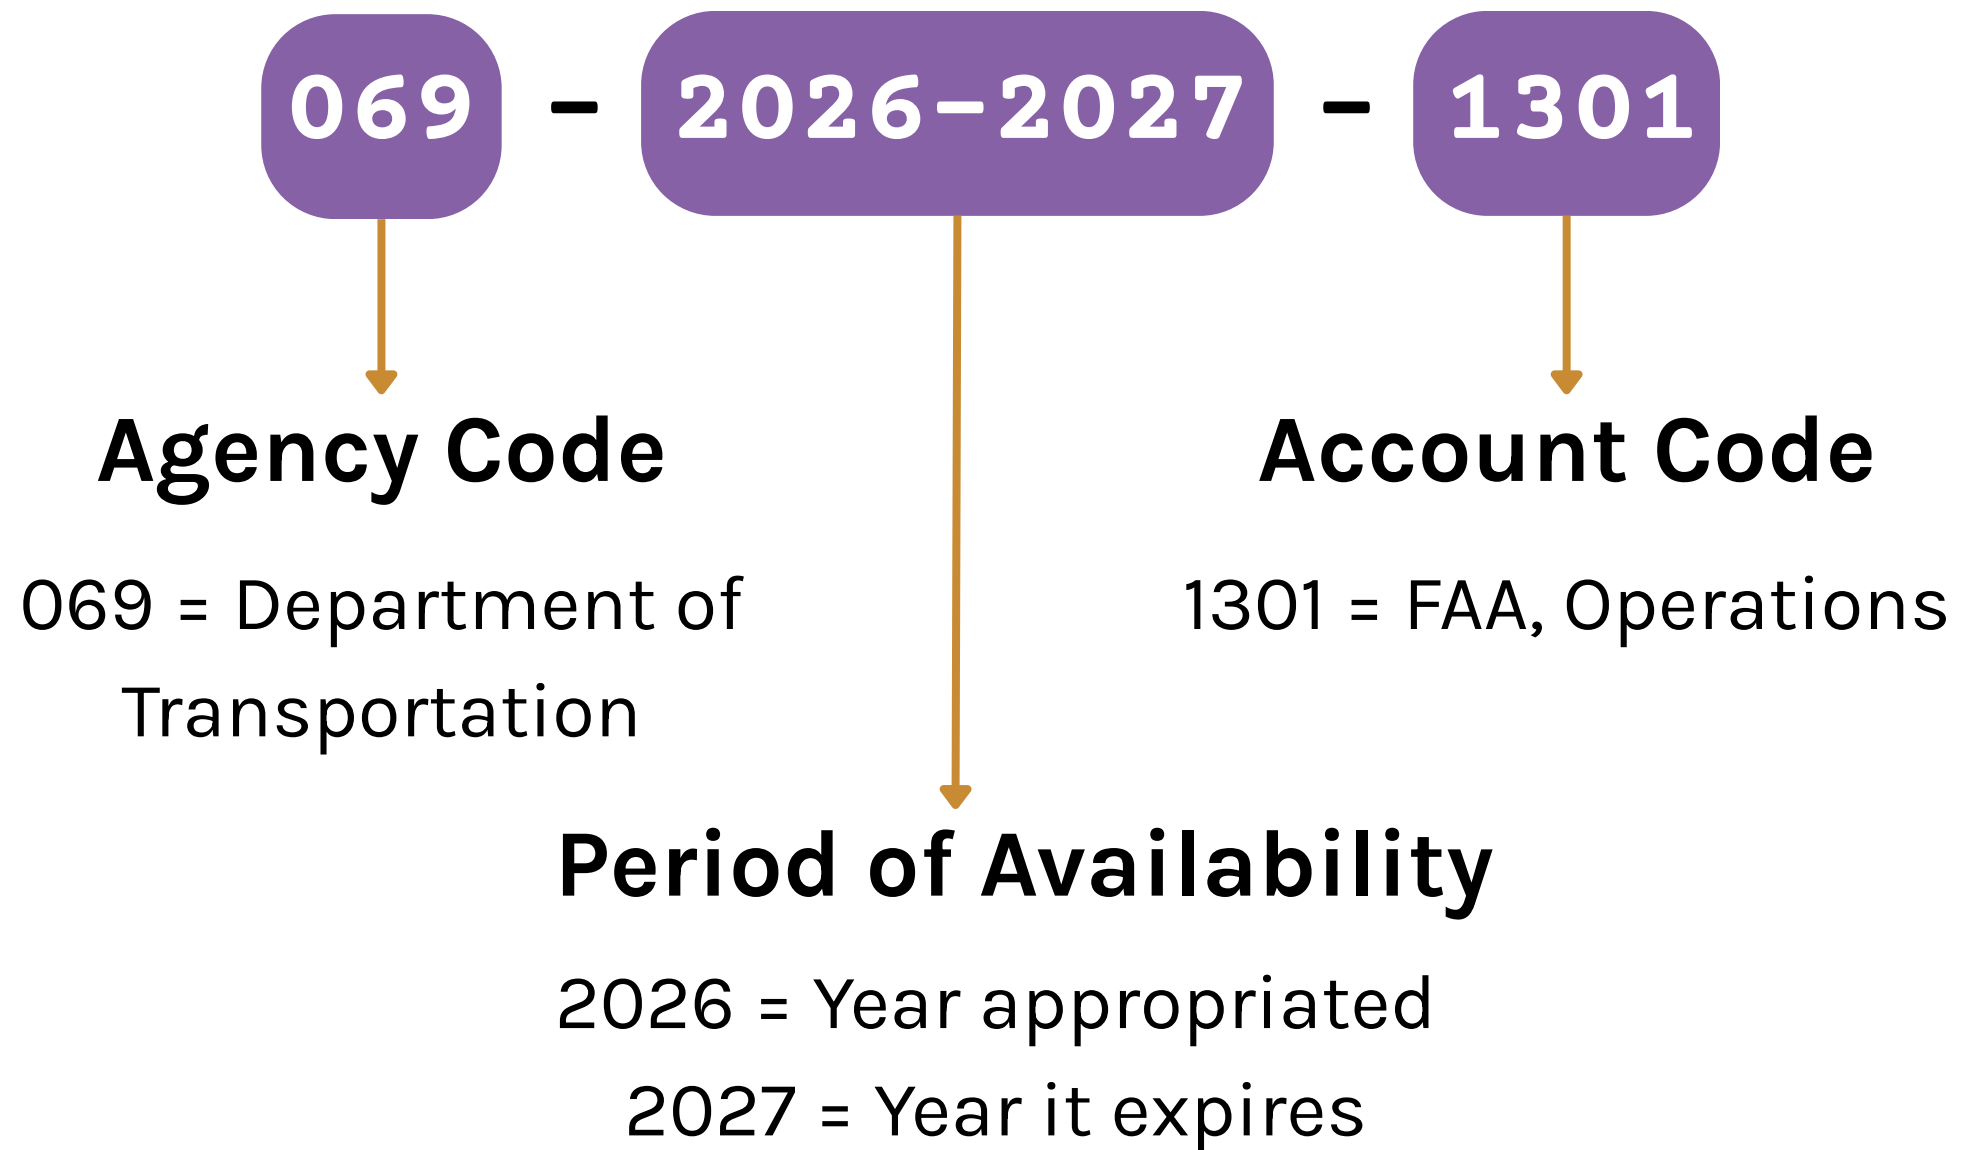 069 - 2026-2027 - 1301
Agency Code
069 = Department of
Transportation
Account Code
1301 = FAA, Operations
Period of Availability
2026 = Year appropriated
2027 = Year it expires